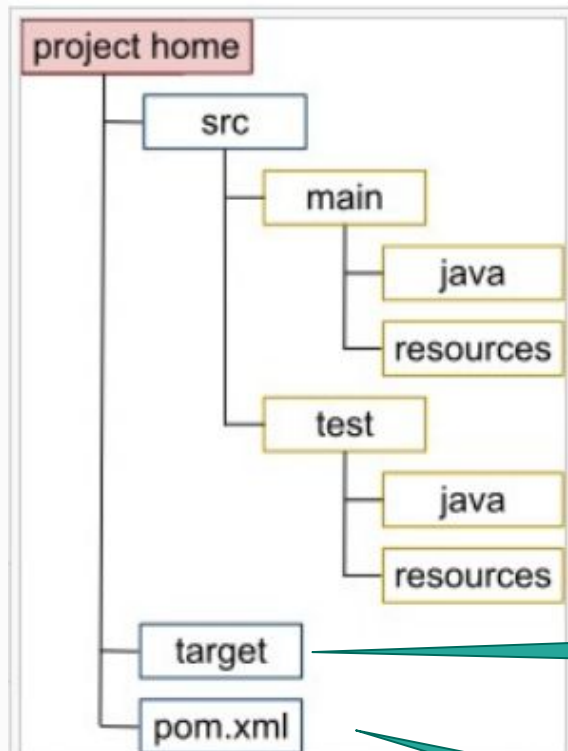 project home
src
main
java
resources
test
java
resources
target
pom.xml